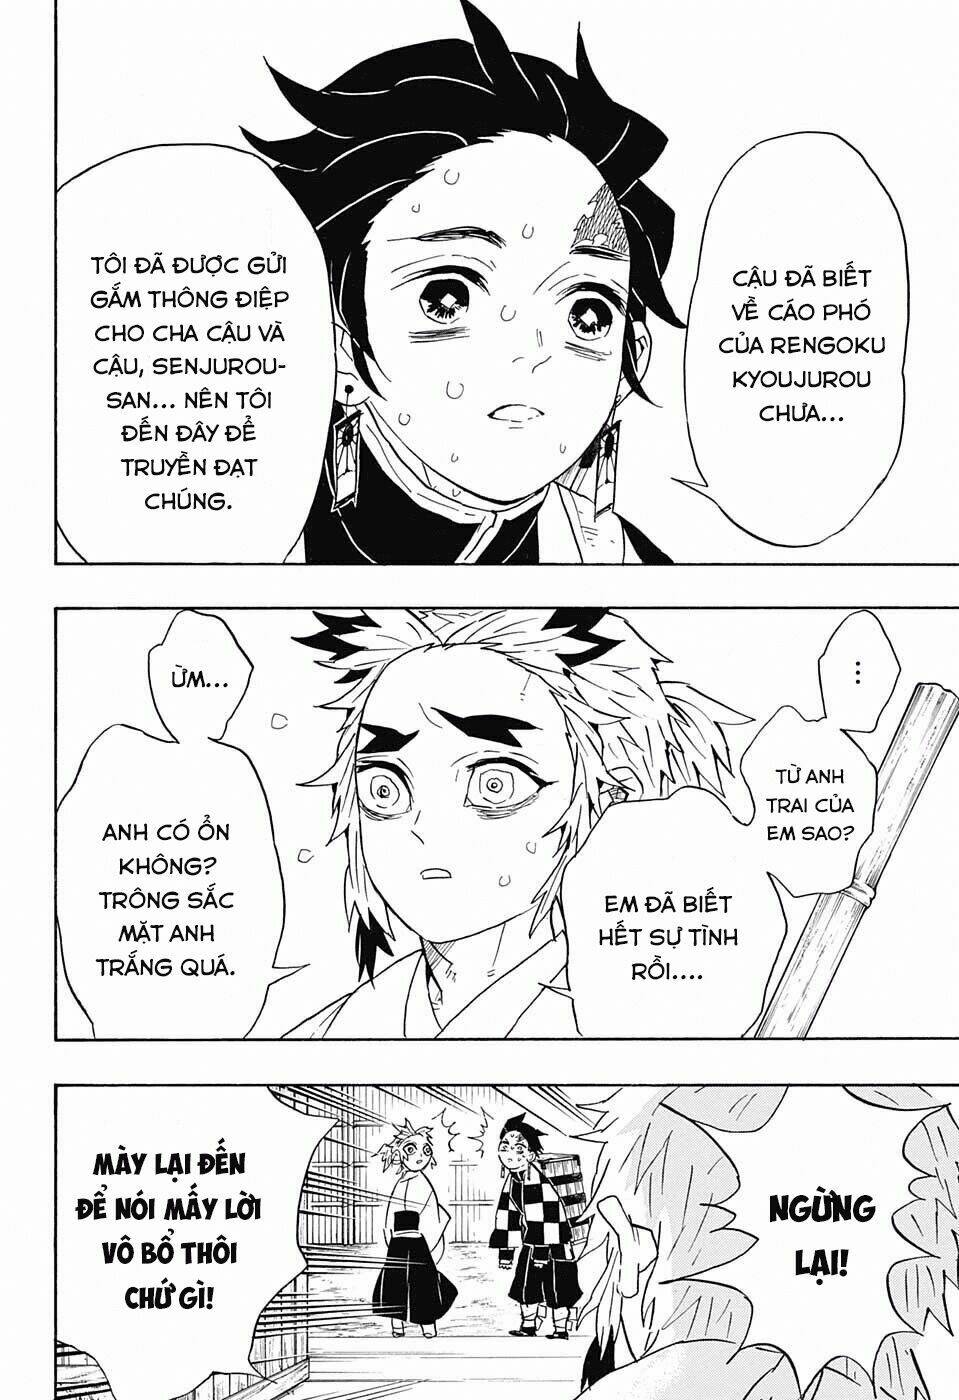 CẬU ĐÃ BIẾT
VỀ CÁO PHÓ
CỦA RENGOKU
KYOUJUROU
CHƯA...
TÔI ĐÃ ĐƯỢC GỬI
GẮM THÔNG ĐIỆP
CHO CHA CẬU VÀ
CẬU, SENJUROU-
SAN... NÊN TÔI
ĐẾN ĐÂY ĐỂ
TRUYỀN ĐẠT
CHÚNG.
...
TỪ ANH
TRAI CỦA
EM SAO?
EM ĐÃ BIẾT
HẾT SỰ TÌNH
RỒI....
ỪM...
ANH CÓ ỔN
KHÔNG?
TRÔNG SẮC
MẶT ANH
TRẮNG QUÁ.
NGỪNG
LẠI!
MÀY LẠI ĐẾN
ĐỂ NÓI MẤY LỜI
VÔ BỔ THÔI
CHỨ GÌ!